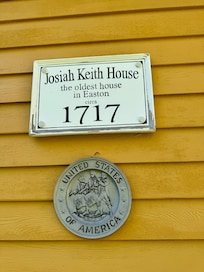 Josiah Keith House
the oldest house
in Easton
circa
1717
UNITED STATES
OF AMERICA